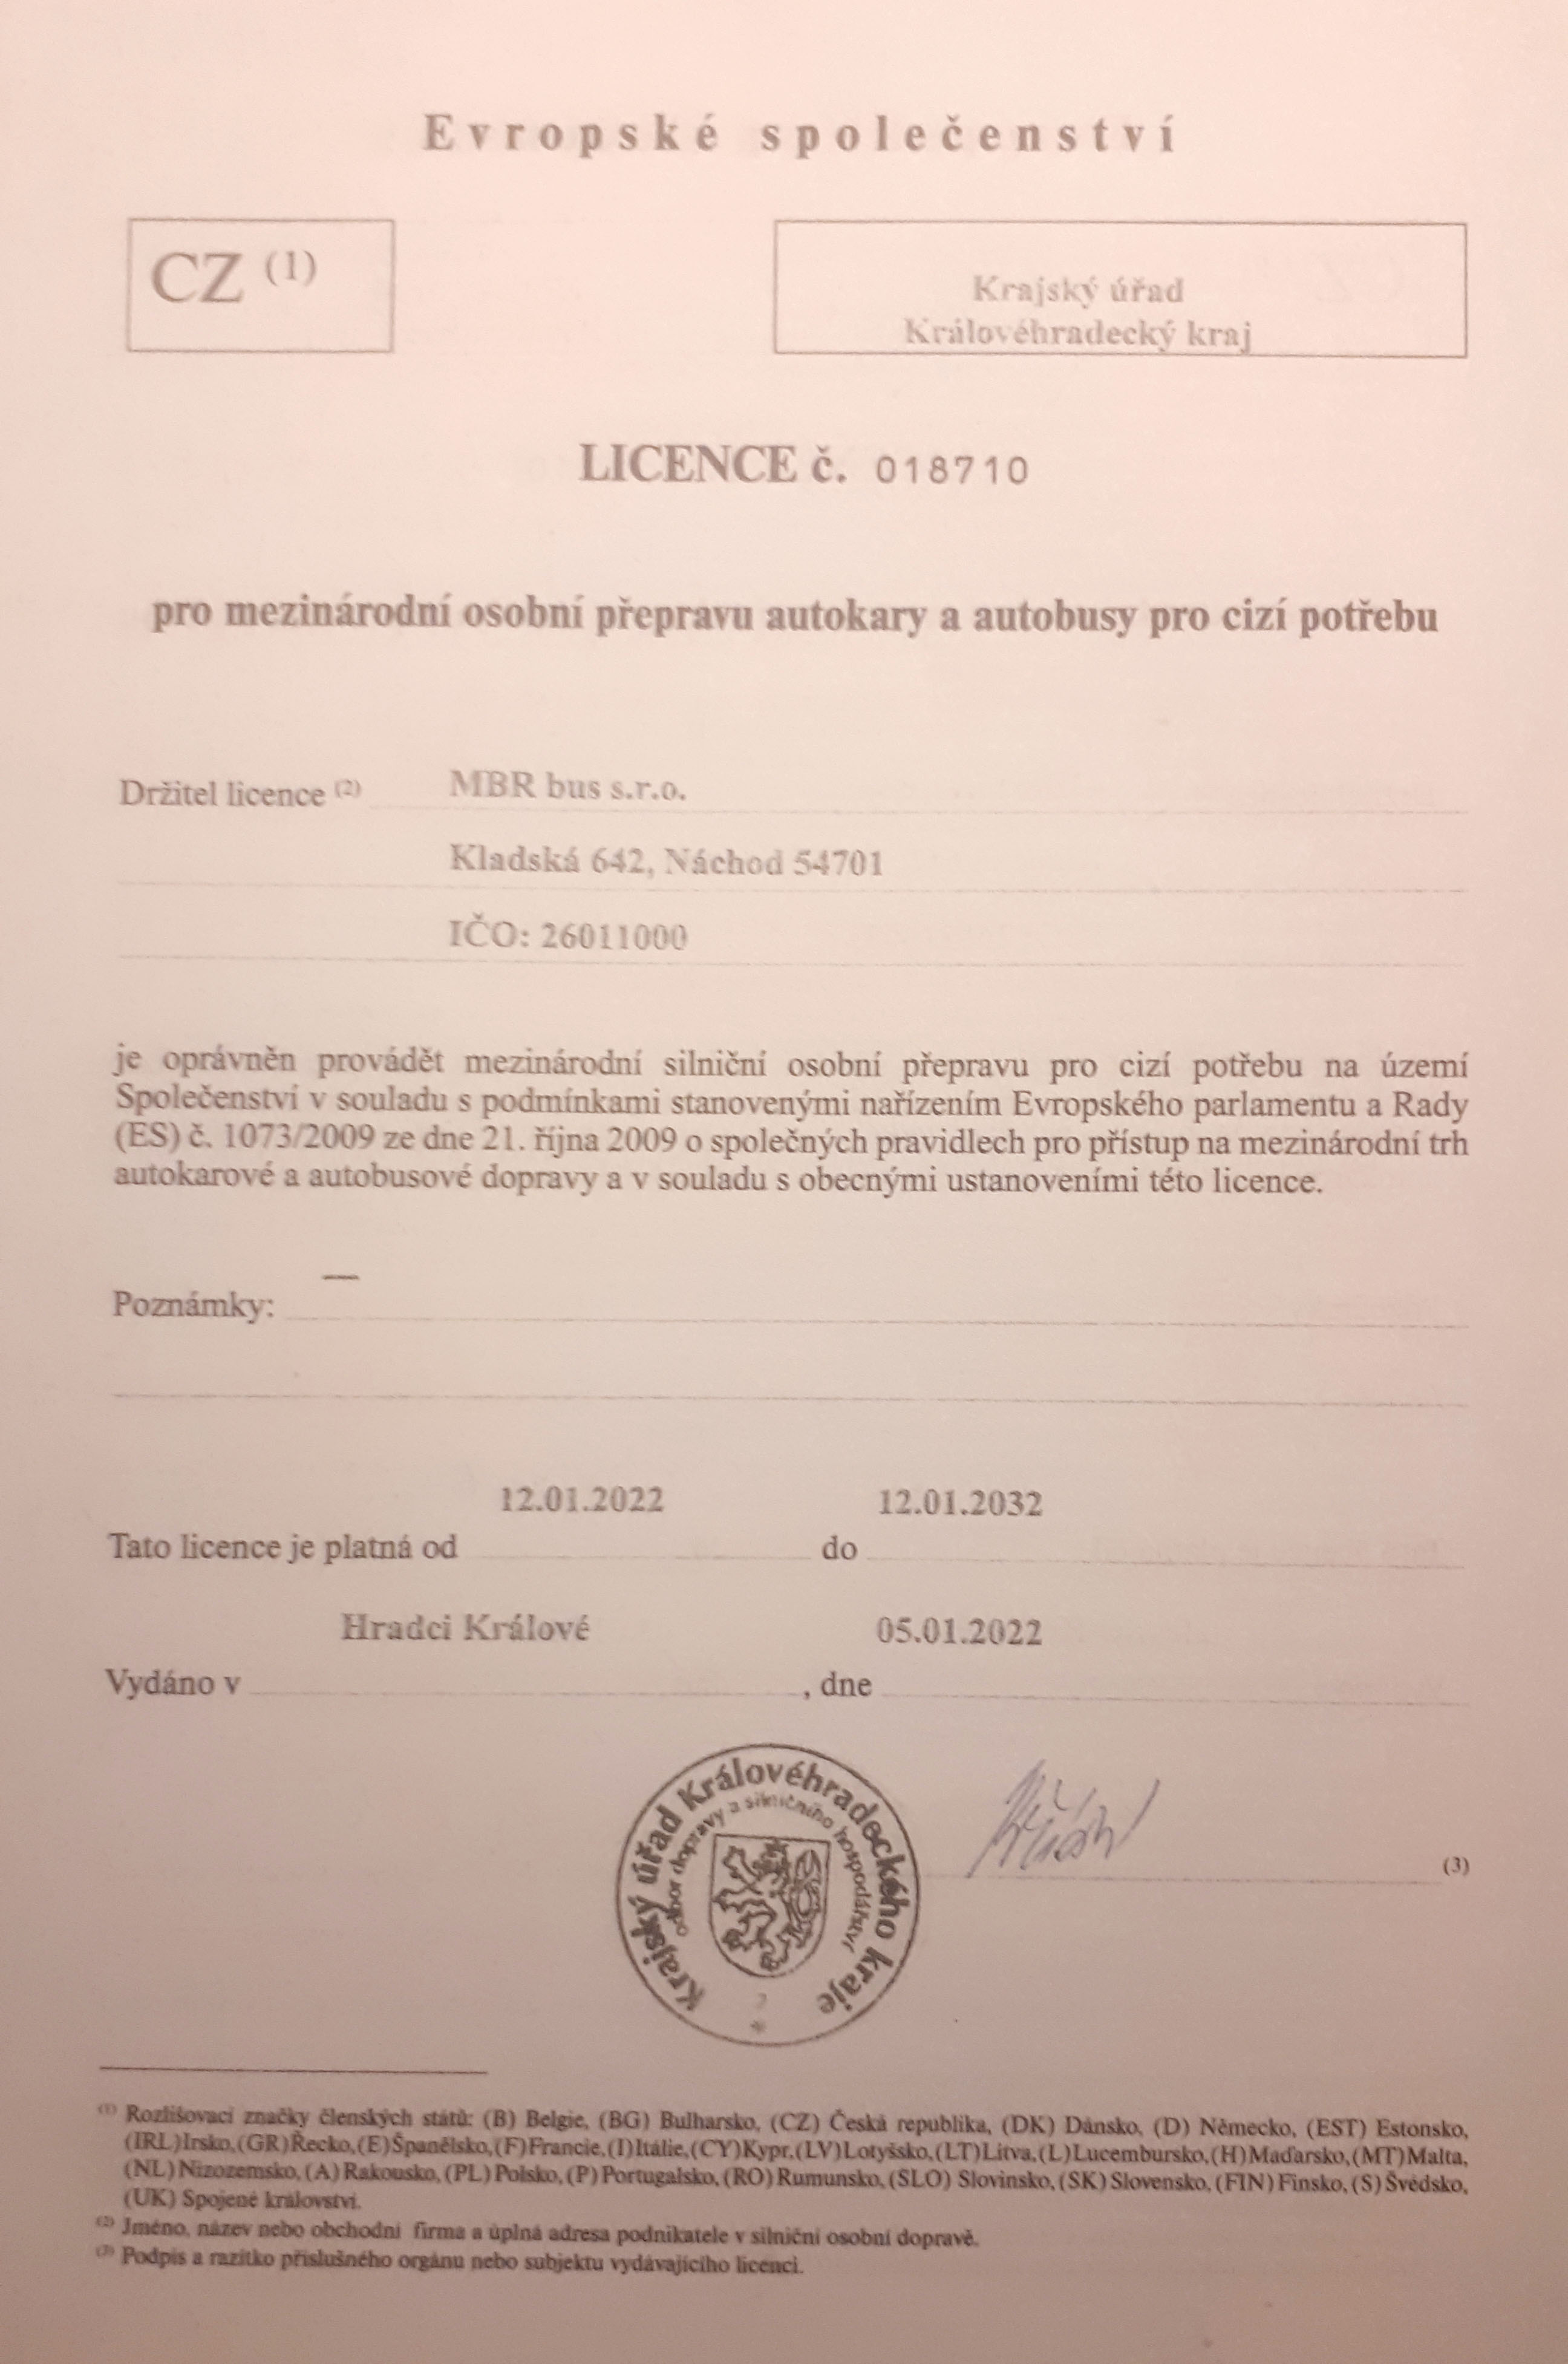 Evropské společenství
CZ (1)
Krajský úřad
Královéhradecký kraj
LICENCE č. 018710
pro mezinárodní osobní přepravu autokary a autobusy pro cizí potřebu
Držitel licence (2) MBR bus s.r.o.
Kladská 642, Náchod 54701
IČO: 26011000
je oprávněn provádět mezinárodní silniční osobní přepravu pro cizí potřebu na území
Společenství v souladu s podmínkami stanovenými nařízením Evropského parlamentu a Rady
(ES) č. 1073/2009 ze dne 21. října 2009 o společných pravidlech pro přístup na mezinárodní trh
autokarové a autobusové dopravy a v souladu s obecnými ustanoveními této licence.
Poznámky: —
12.01.2022 12.01.2032
Tato licence je platná od do
Hradci Králové 05.01.2022
Vydáno v , dne
Krajský úřad Královéhradeckého kraje
odbor dopravy a silničního hospodářství
*
(3)
(1) Rozlišovací značky členských států: (B) Belgie, (BG) Bulharsko, (CZ) Česká republika, (DK) Dánsko, (D) Německo, (EST) Estonsko,
(IRL)Irsko,(GR)Řecko,(E)Španělsko,(F)Francie,(I)Itálie,(CY)Kypr,(LV)Lotyšsko,(LT)Litva,(L)Lucembursko,(H)Maďarsko,(MT)Malta,
(NL)Nizozemsko,(A)Rakousko,(PL)Polsko,(P)Portugalsko,(RO)Rumunsko,(SLO) Slovinsko,(SK)Slovensko,(FIN)Finsko,(S)Švédsko,
(UK) Spojené království.
(2) Jméno, název nebo obchodní firma a úplná adresa podnikatele v silniční osobní dopravě.
(3) Podpis a razítko příslušného orgánu nebo subjektu vydávajícího licenci.